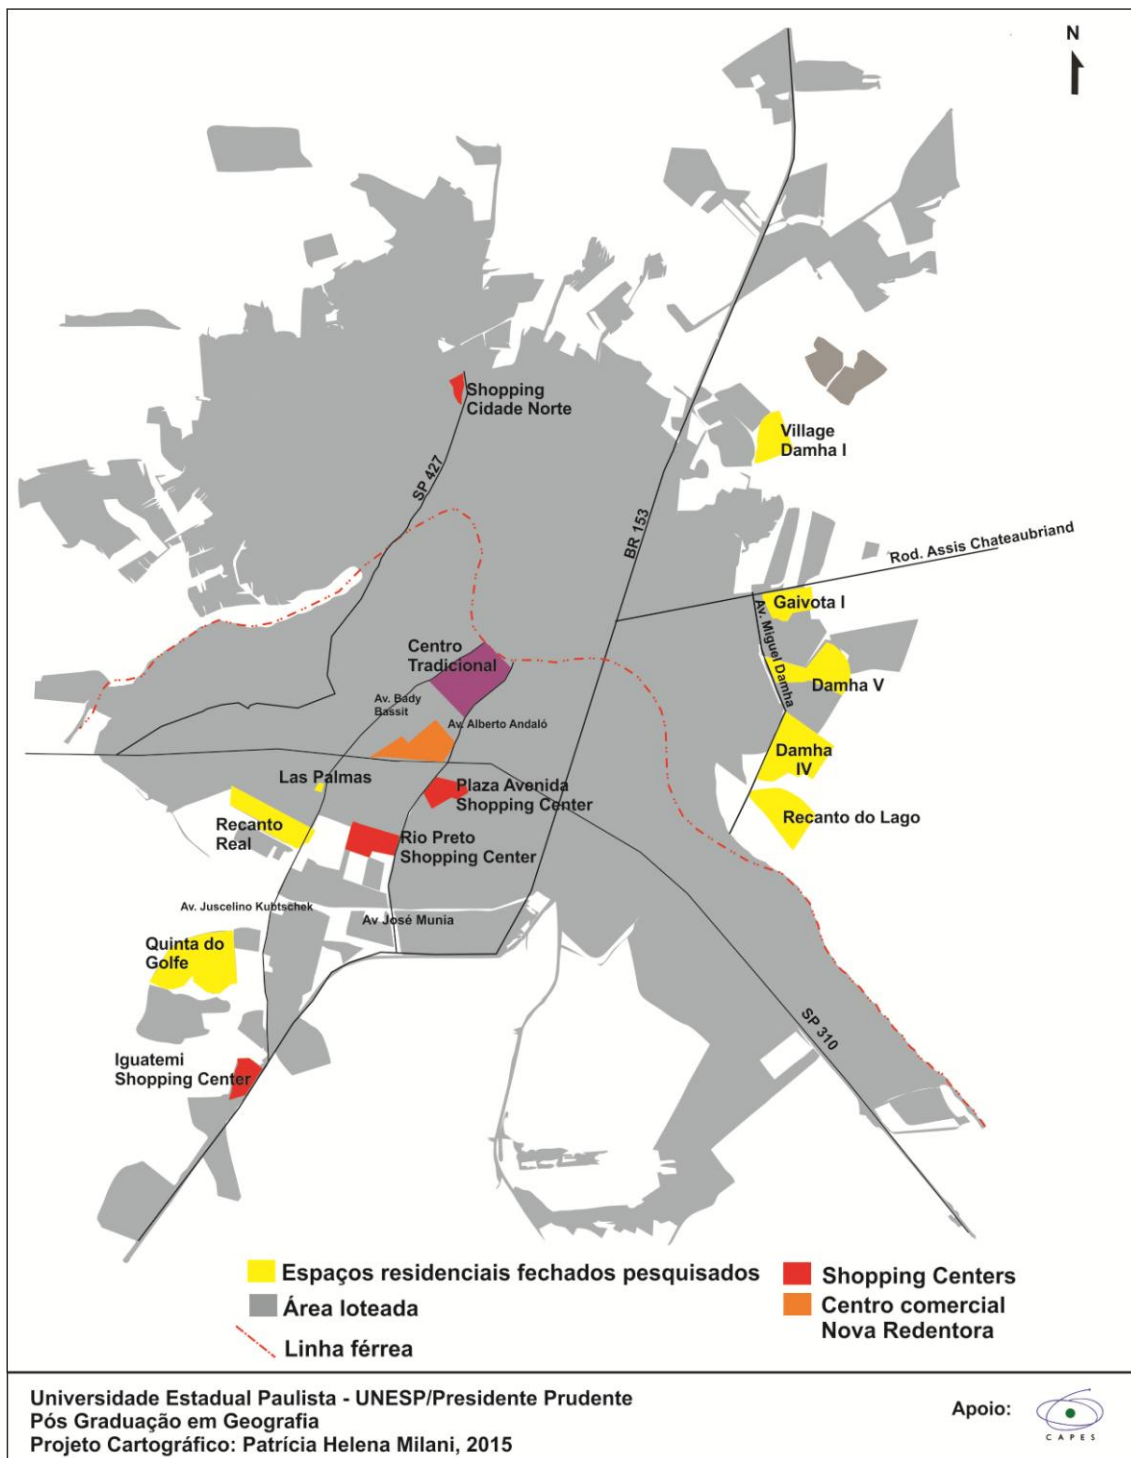 N
Shopping
Cidade Norte
Village
Damha I
SP 427
BR 153
Rod. Assis Chateaubriand
Gaivota I
Av. Miguel Damha
Centro
Tradicional
Damha V
Av. Bady
Bassit
Av. Alberto Andaló
Damha
IV
Las Palmas
Plaza Avenida
Shopping Center
Recanto
Real
Recanto do Lago
Rio Preto
Shopping Center
Av. Juscelino Kubtschek
Av José Munia
Quinta do
Golfe
SP 310
Iguatemi
Shopping Center
Espaços residenciais fechados pesquisados
Área loteada
Linha férrea
Shopping Centers
Centro comercial
Nova Redentora
Universidade Estadual Paulista - UNESP/Presidente Prudente
Pós Graduação em Geografia
Projeto Cartográfico: Patrícia Helena Milani, 2015
Apoio:
CAPES